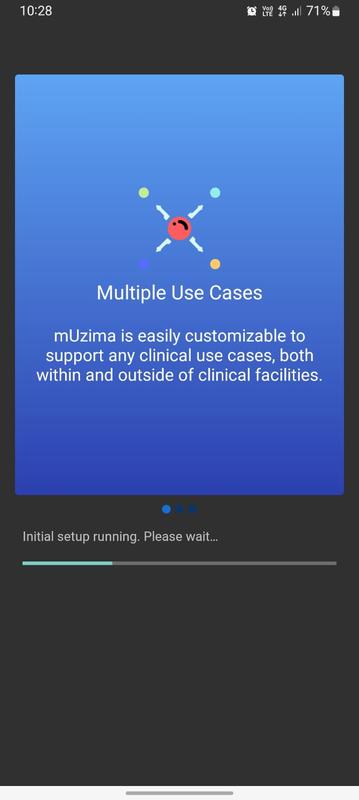 10:28 Vo) LTE 4G 71%
Multiple Use Cases
mUzima is easily customizable to
support any clinical use cases, both
within and outside of clinical facilities.
Initial setup running. Please wait...